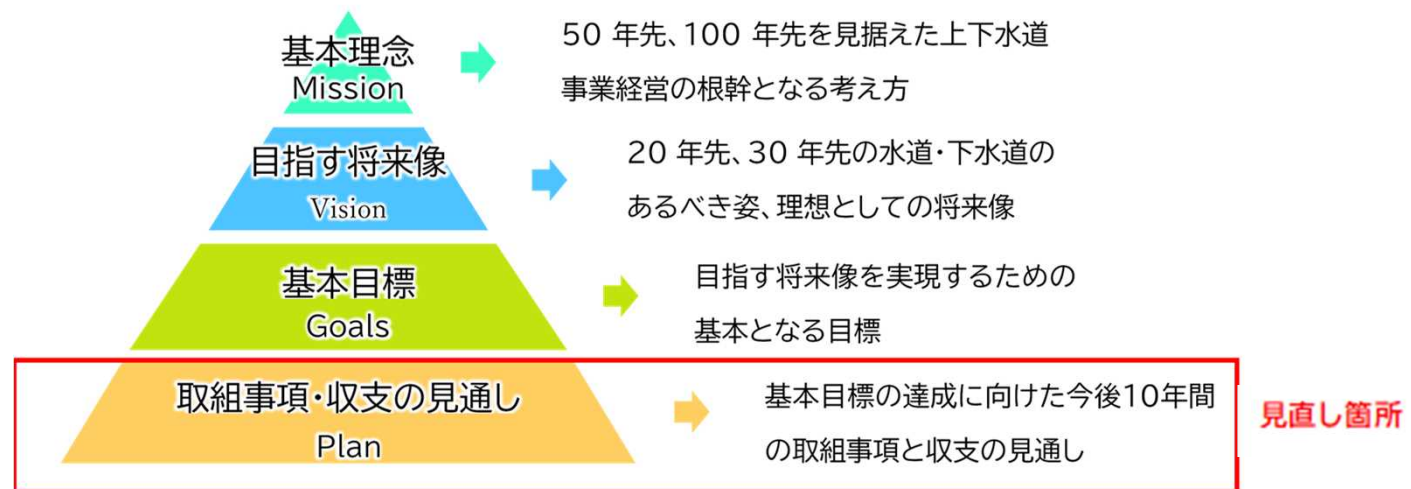 基本理念
Mission
50 年先、100 年先を見据えた上下水道
事業経営の根幹となる考え方
目指す将来像
Vision
20 年先、30 年先の水道・下水道の
あるべき姿、理想としての将来像
基本目標
Goals
目指す将来像を実現するための
基本となる目標
取組事項・収支の見通し
Plan
基本目標の達成に向けた今後10年間
の取組事項と収支の見通し
見直し箇所